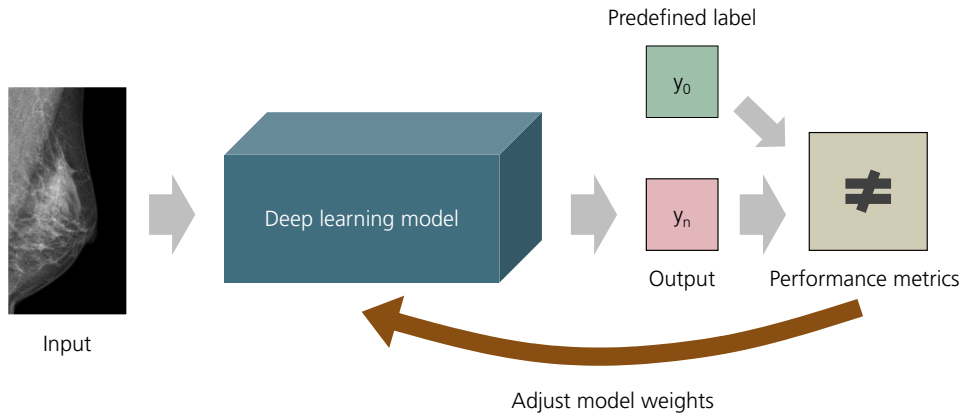 Predefined label
y₀
Deep learning model
yₙ
≠
Input
Output
Performance metrics
Adjust model weights